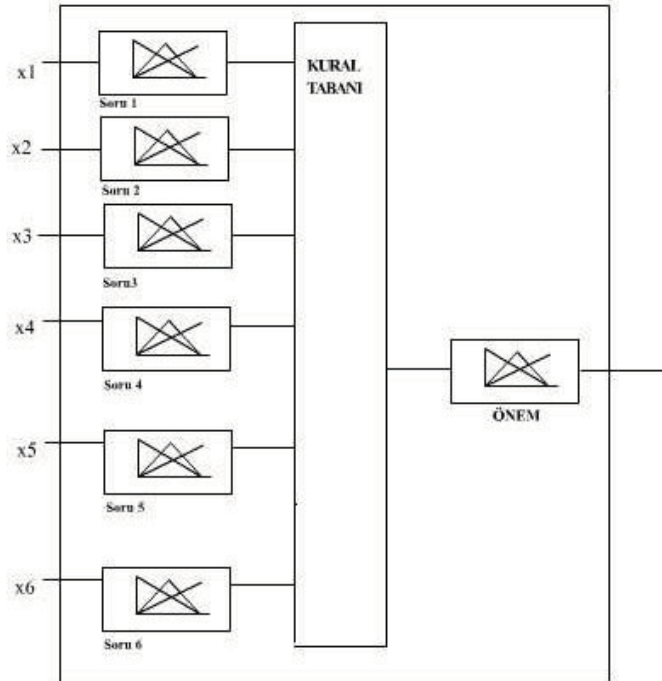 x1
Soru 1
KURAL
TABANI
x2
Soru 2
x3
Soru3
x4
Soru 4
ÖNEM
x5
Soru 5
x6
Soru 6